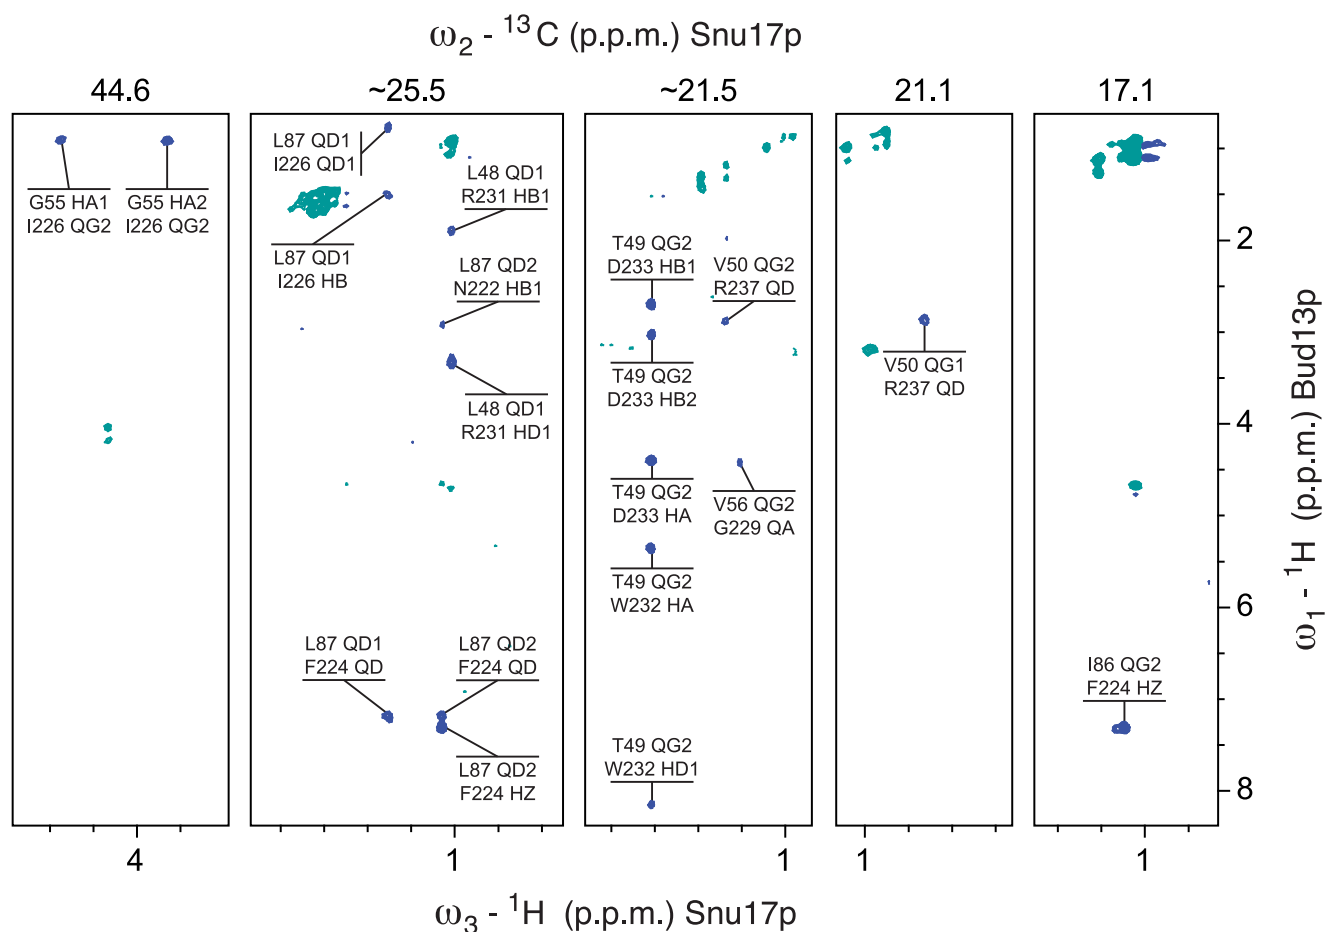 ω2 - 13C (p.p.m.) Snu17p
44.6
~25.5
~21.5
21.1
17.1
G55 HA1
I226 QG2
G55 HA2
I226 QG2
L87 QD1
I226 QD1
L87 QD1
I226 HB
L48 QD1
R231 HB1
L87 QD2
N222 HB1
L48 QD1
R231 HD1
L87 QD1
F224 QD
L87 QD2
F224 QD
L87 QD2
F224 HZ
T49 QG2
D233 HB1
V50 QG2
R237 QD
T49 QG2
D233 HB2
T49 QG2
D233 HA
V56 QG2
G229 QA
T49 QG2
W232 HA
T49 QG2
W232 HD1
V50 QG1
R237 QD
I86 QG2
F224 HZ
2
4
6
8
ω1 - 1H (p.p.m.) Bud13p
4
1
1
1
1
ω3 - 1H (p.p.m.) Snu17p